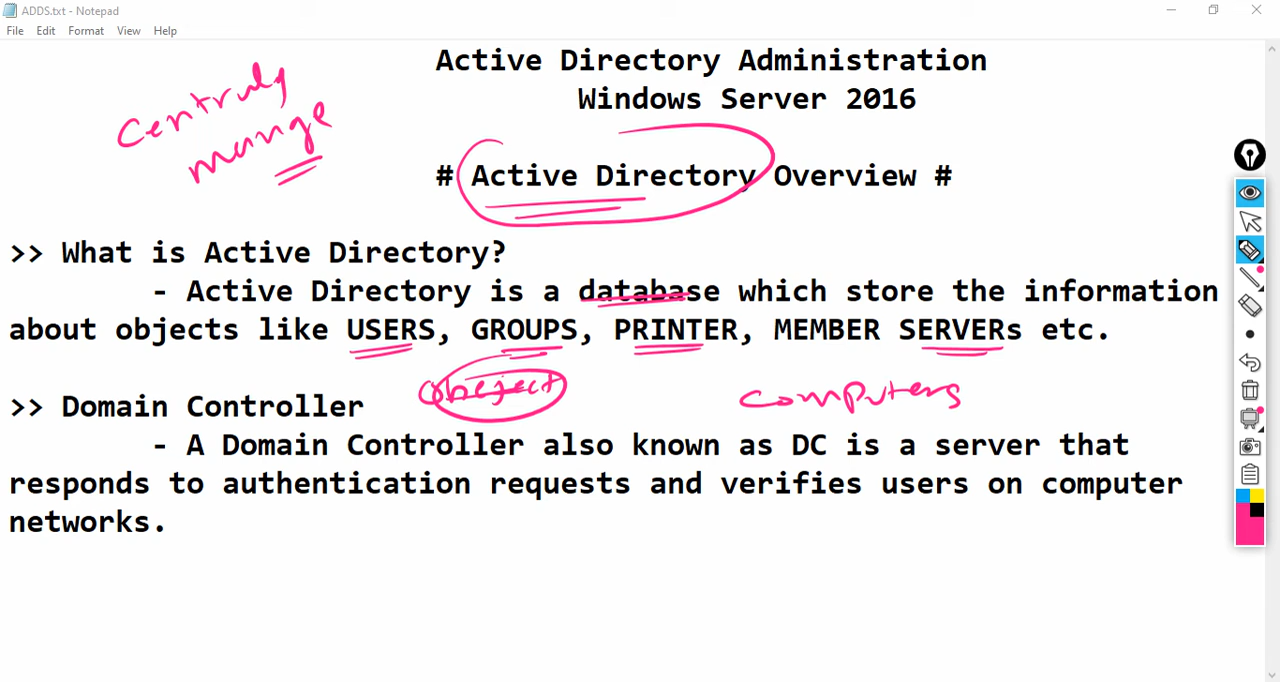 ADDS.txt - Notepad
File Edit Format View Help
Active Directory Administration
Windows Server 2016
Centruly
mange
# Active Directory Overview #
>> What is Active Directory?
- Active Directory is a database which store the information
about objects like USERS, GROUPS, PRINTER, MEMBER SERVERs etc.
object
computers
>> Domain Controller
- A Domain Controller also known as DC is a server that
responds to authentication requests and verifies users on computer
networks.